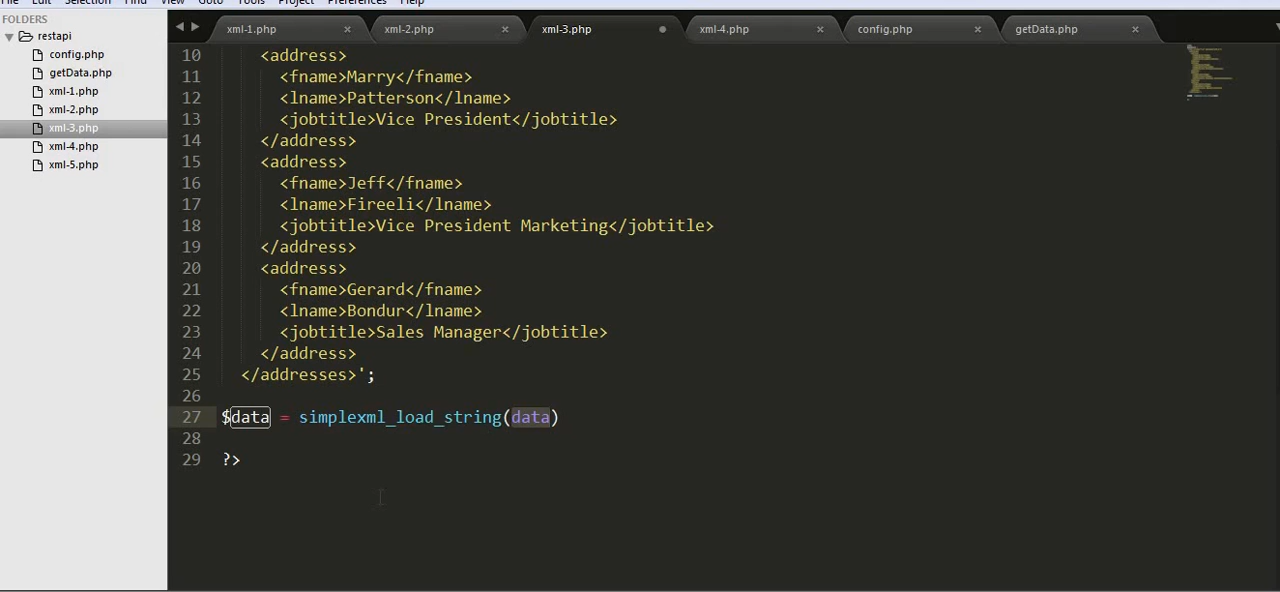 File Edit Selection Find View Goto Tools Project Preferences Help
FOLDERS
restapi
config.php
getData.php
xml-1.php
xml-2.php
xml-3.php
xml-4.php
xml-5.php
xml-1.php × xml-2.php × xml-3.php xml-4.php × config.php × getData.php ×
10 <address>
11 <fname>Marry</fname>
12 <lname>Patterson</lname>
13 <jobtitle>Vice President</jobtitle>
14 </address>
15 <address>
16 <fname>Jeff</fname>
17 <lname>Fireeli</lname>
18 <jobtitle>Vice President Marketing</jobtitle>
19 </address>
20 <address>
21 <fname>Gerard</fname>
22 <lname>Bondur</lname>
23 <jobtitle>Sales Manager</jobtitle>
24 </address>
25 </addresses>';
26
27 $data = simplexml_load_string(data)
28
29 ?>